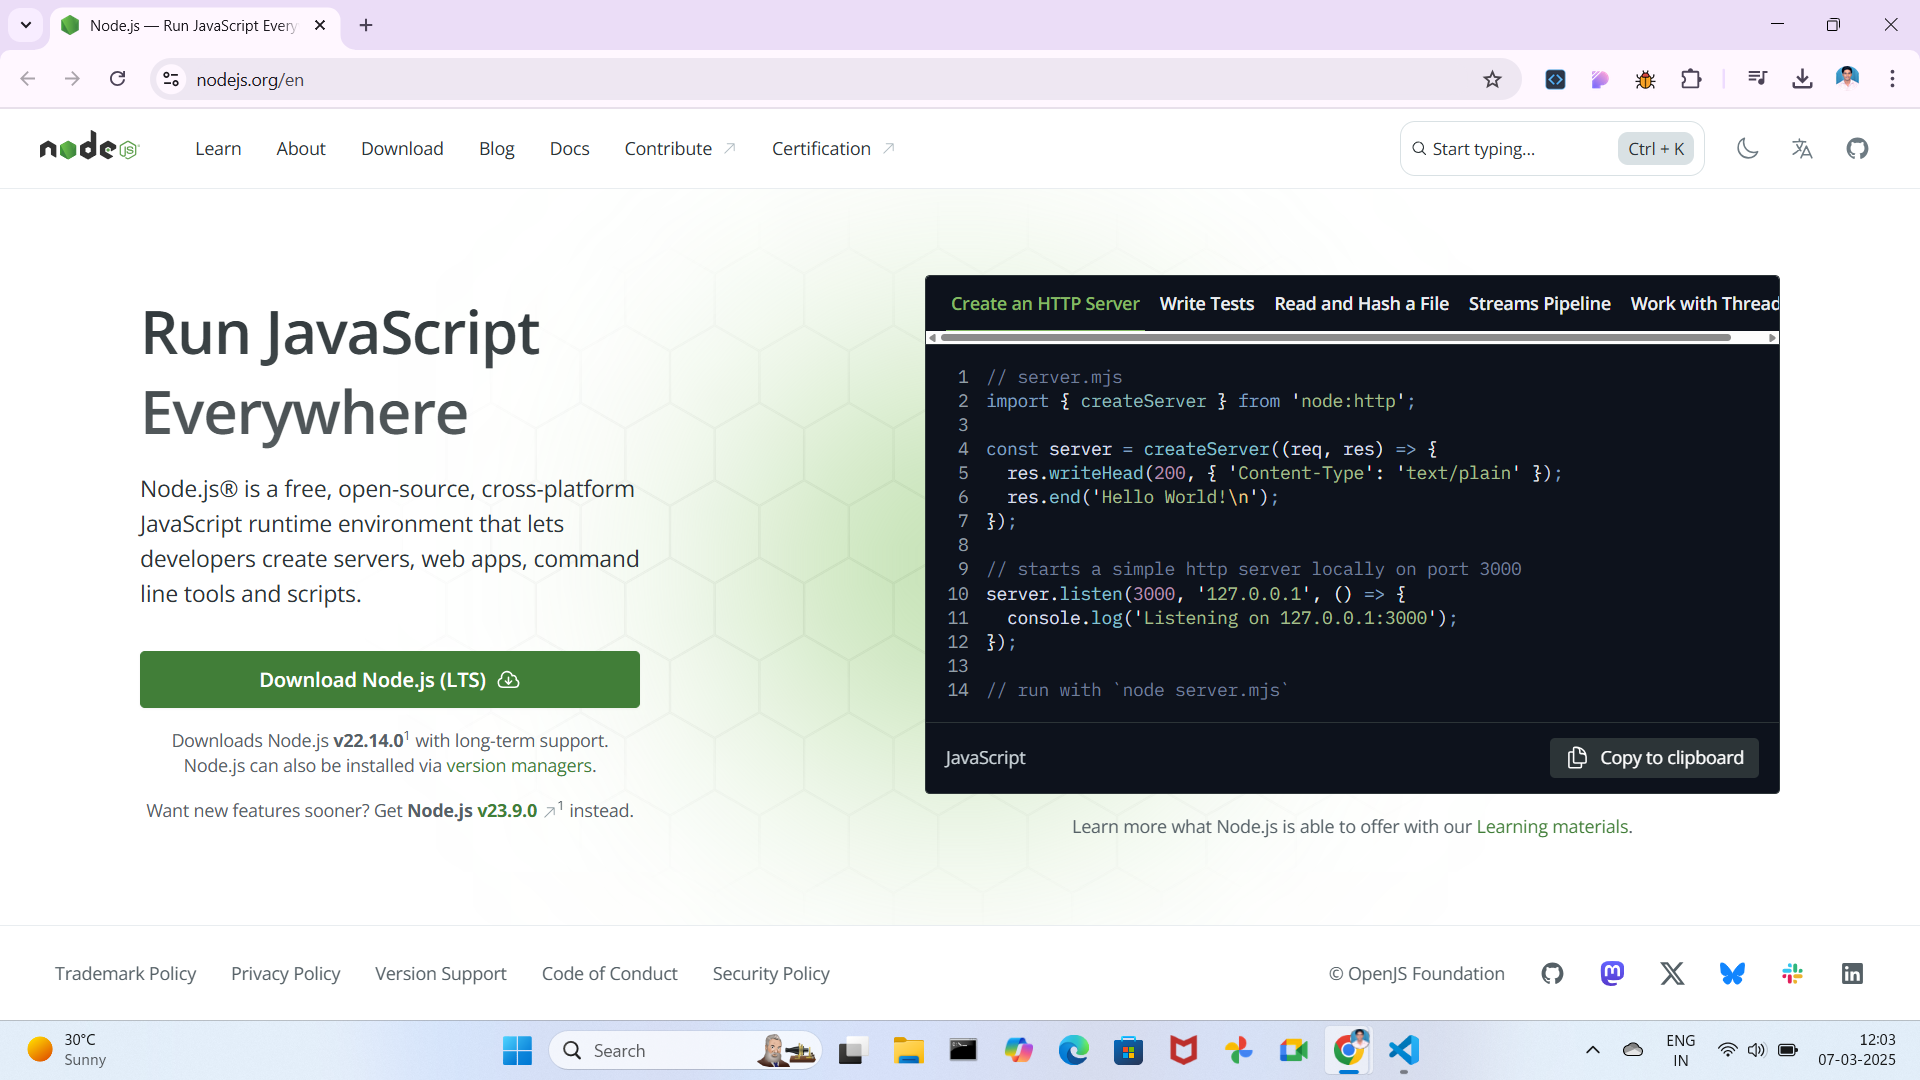 Node.js — Run JavaScript Every
nodejs.org/en
node JS
Learn
About
Download
Blog
Docs
Contribute
Certification
Start typing...
Ctrl + K
Run JavaScript
Everywhere
Node.js® is a free, open-source, cross-platform
JavaScript runtime environment that lets
developers create servers, web apps, command
line tools and scripts.
Download Node.js (LTS)
Downloads Node.js v22.14.0¹ with long-term support.
Node.js can also be installed via version managers.
Want new features sooner? Get Node.js v23.9.0 ↗¹ instead.
Create an HTTP Server
Write Tests
Read and Hash a File
Streams Pipeline
Work with Thread
1 // server.mjs
2 import { createServer } from 'node:http';
3
4 const server = createServer((req, res) => {
5 res.writeHead(200, { 'Content-Type': 'text/plain' });
6 res.end('Hello World!\n');
7 });
8
9 // starts a simple http server locally on port 3000
10 server.listen(3000, '127.0.0.1', () => {
11 console.log('Listening on 127.0.0.1:3000');
12 });
13
14 // run with `node server.mjs`
JavaScript
Copy to clipboard
Learn more what Node.js is able to offer with our Learning materials.
Trademark Policy
Privacy Policy
Version Support
Code of Conduct
Security Policy
© OpenJS Foundation
30°C
Sunny
Search
ENG
IN
12:03
07-03-2025